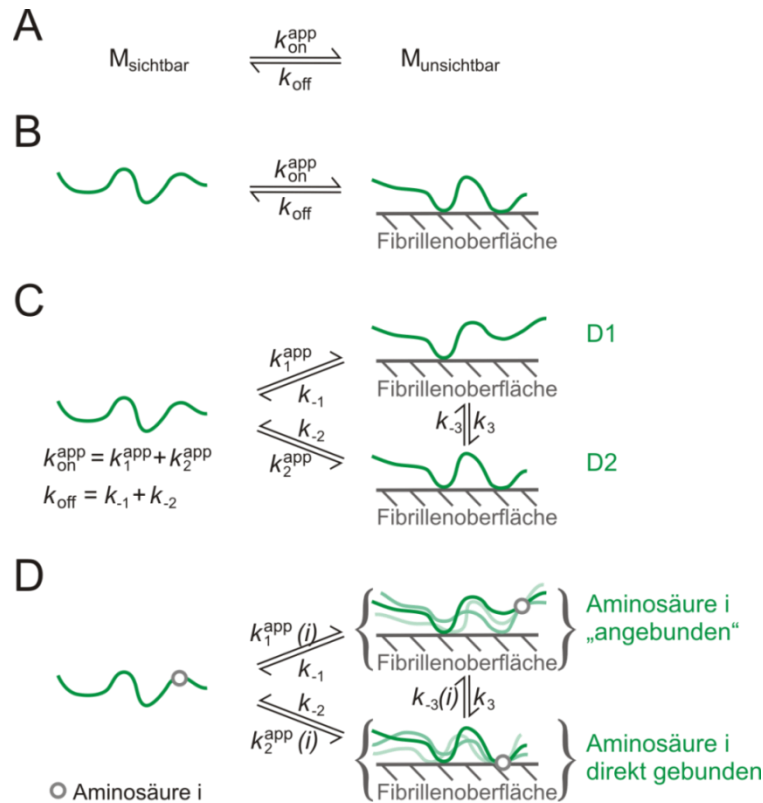 A
M_sichtbar k_on^app k_off M_unsichtbar
B
k_on^app
k_off
Fibrillenoberfläche
C
D1
k_1^app
k_-1
Fibrillenoberfläche
k_-3 k_3
k_-2
k_2^app
k_on^app = k_1^app + k_2^app
k_off = k_-1 + k_-2
D2
Fibrillenoberfläche
D
Aminosäure i
„angebunden“
k_1^app (i)
k_-1
Fibrillenoberfläche
k_-3(i) k_3
k_-2
k_2^app (i)
Aminosäure i
direkt gebunden
Fibrillenoberfläche
Aminosäure i